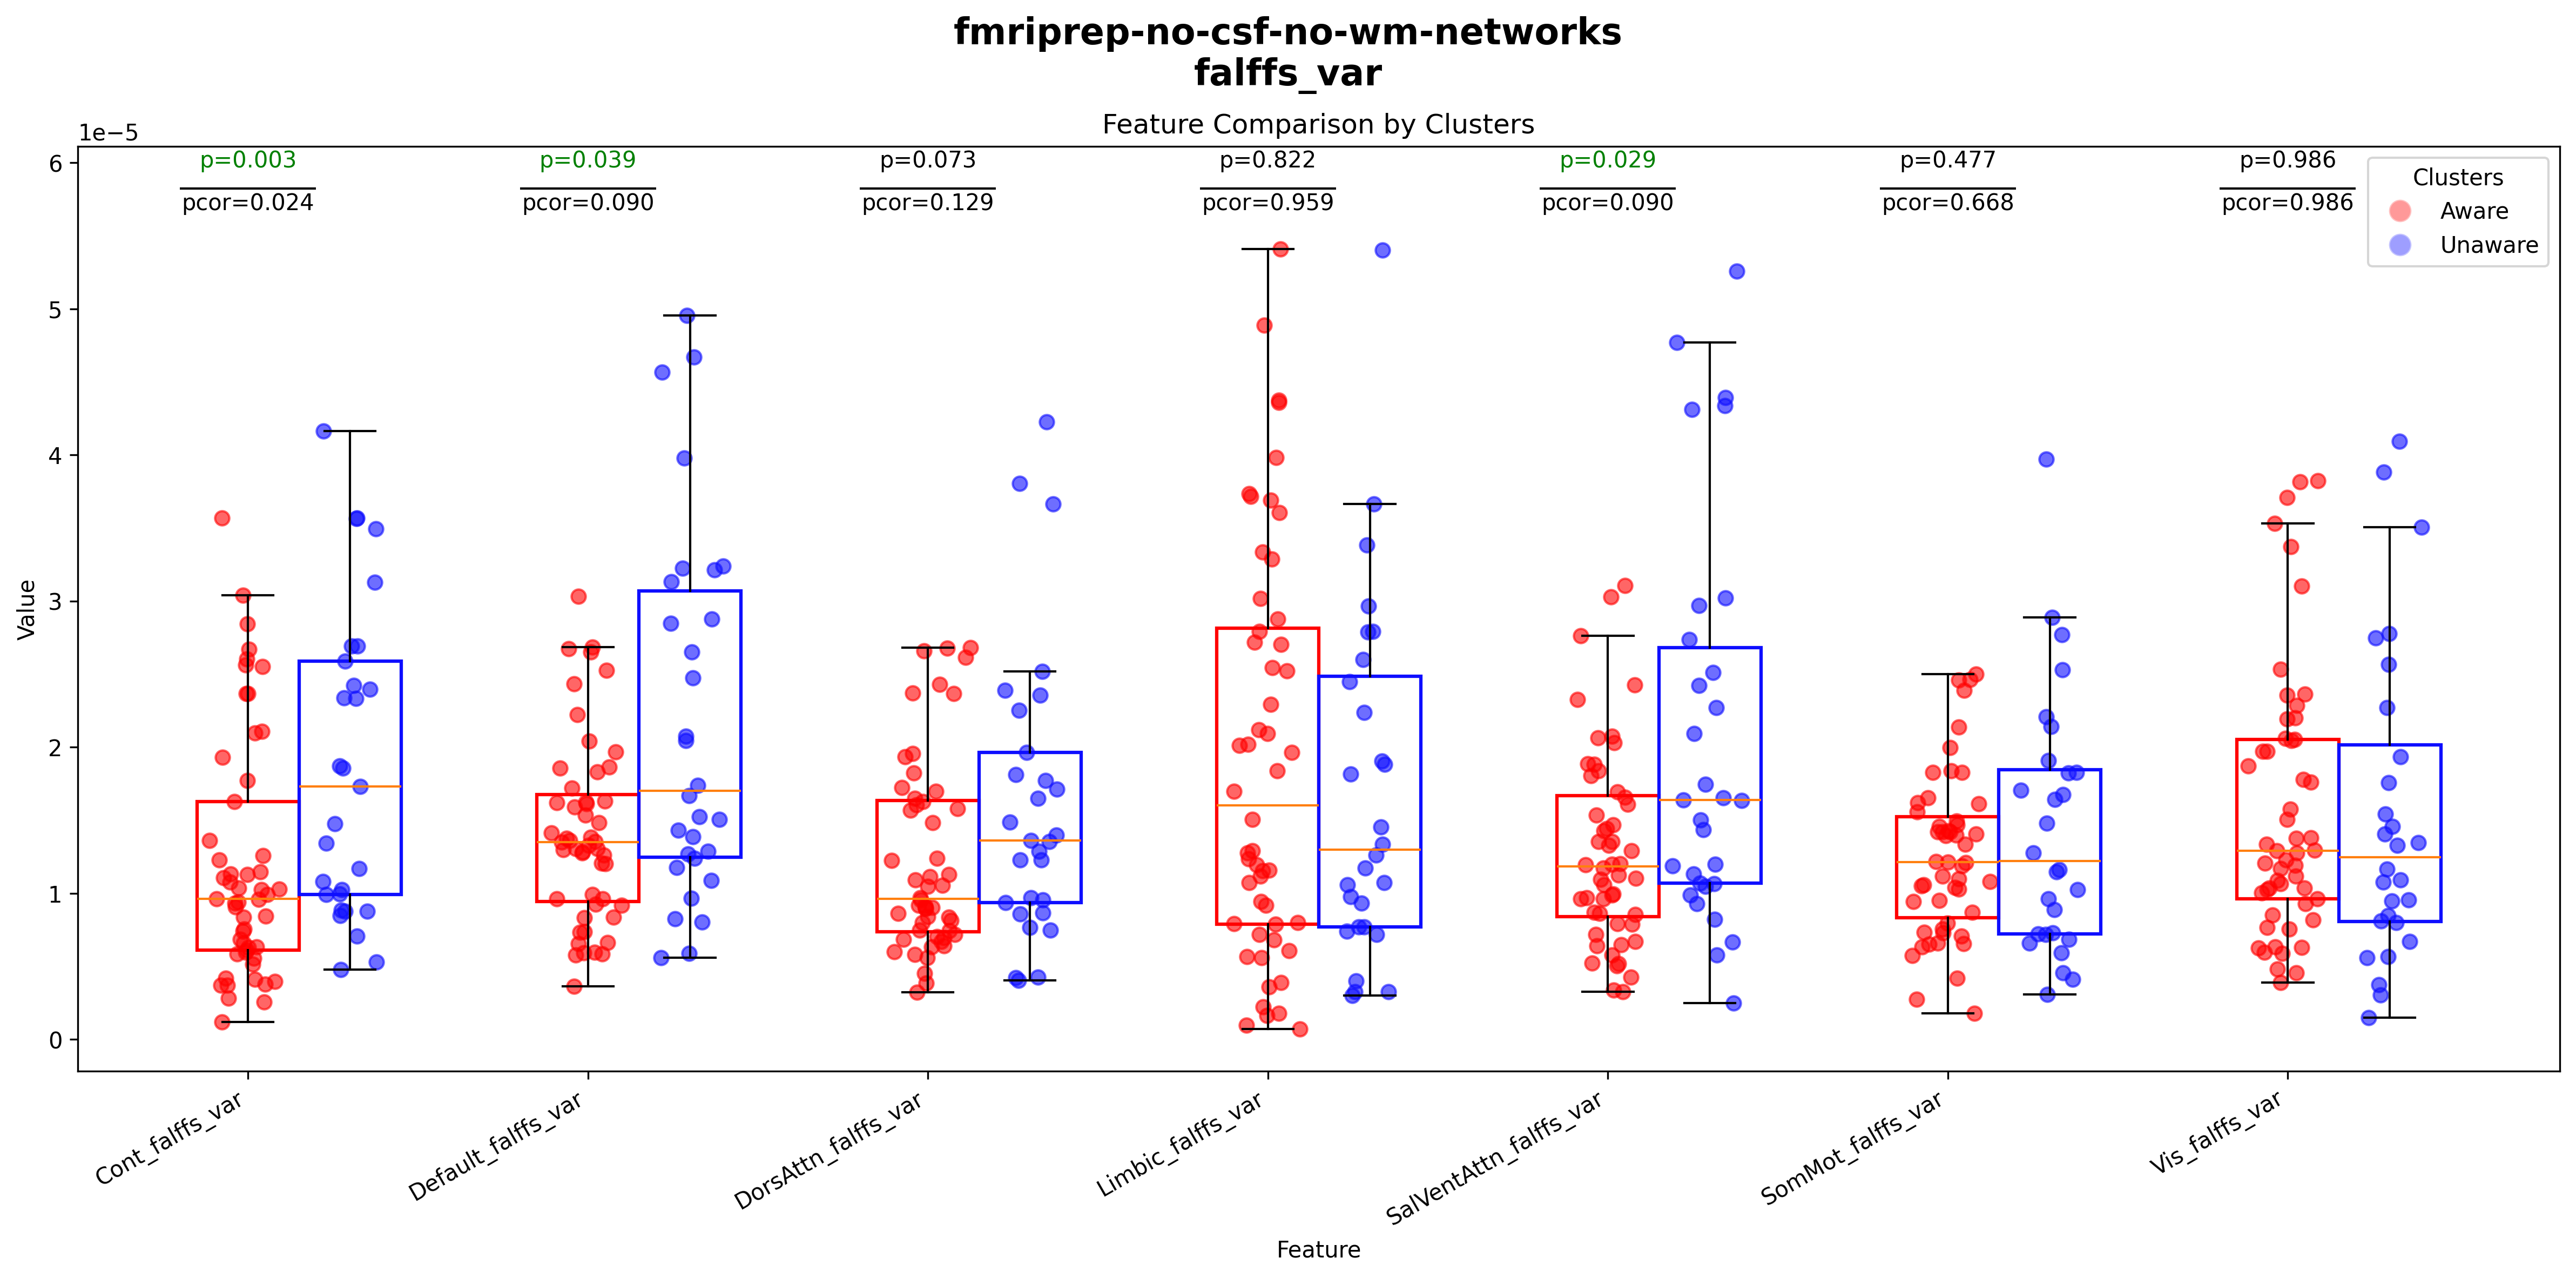 fmriprep-no-csf-no-wm-networks
falffs_var
Feature Comparison by Clusters
1e−5
p=0.003 p=0.039 p=0.073 p=0.822 p=0.029 p=0.477 p=0.986
pcor=0.024 pcor=0.090 pcor=0.129 pcor=0.959 pcor=0.090 pcor=0.668 pcor=0.986
Clusters
Aware
Unaware
6
5
4
3
2
1
0
Value
Cont_falffs_var
Default_falffs_var
DorsAttn_falffs_var
Limbic_falffs_var
SalVentAttn_falffs_var
SomMot_falffs_var
Vis_falffs_var
Feature